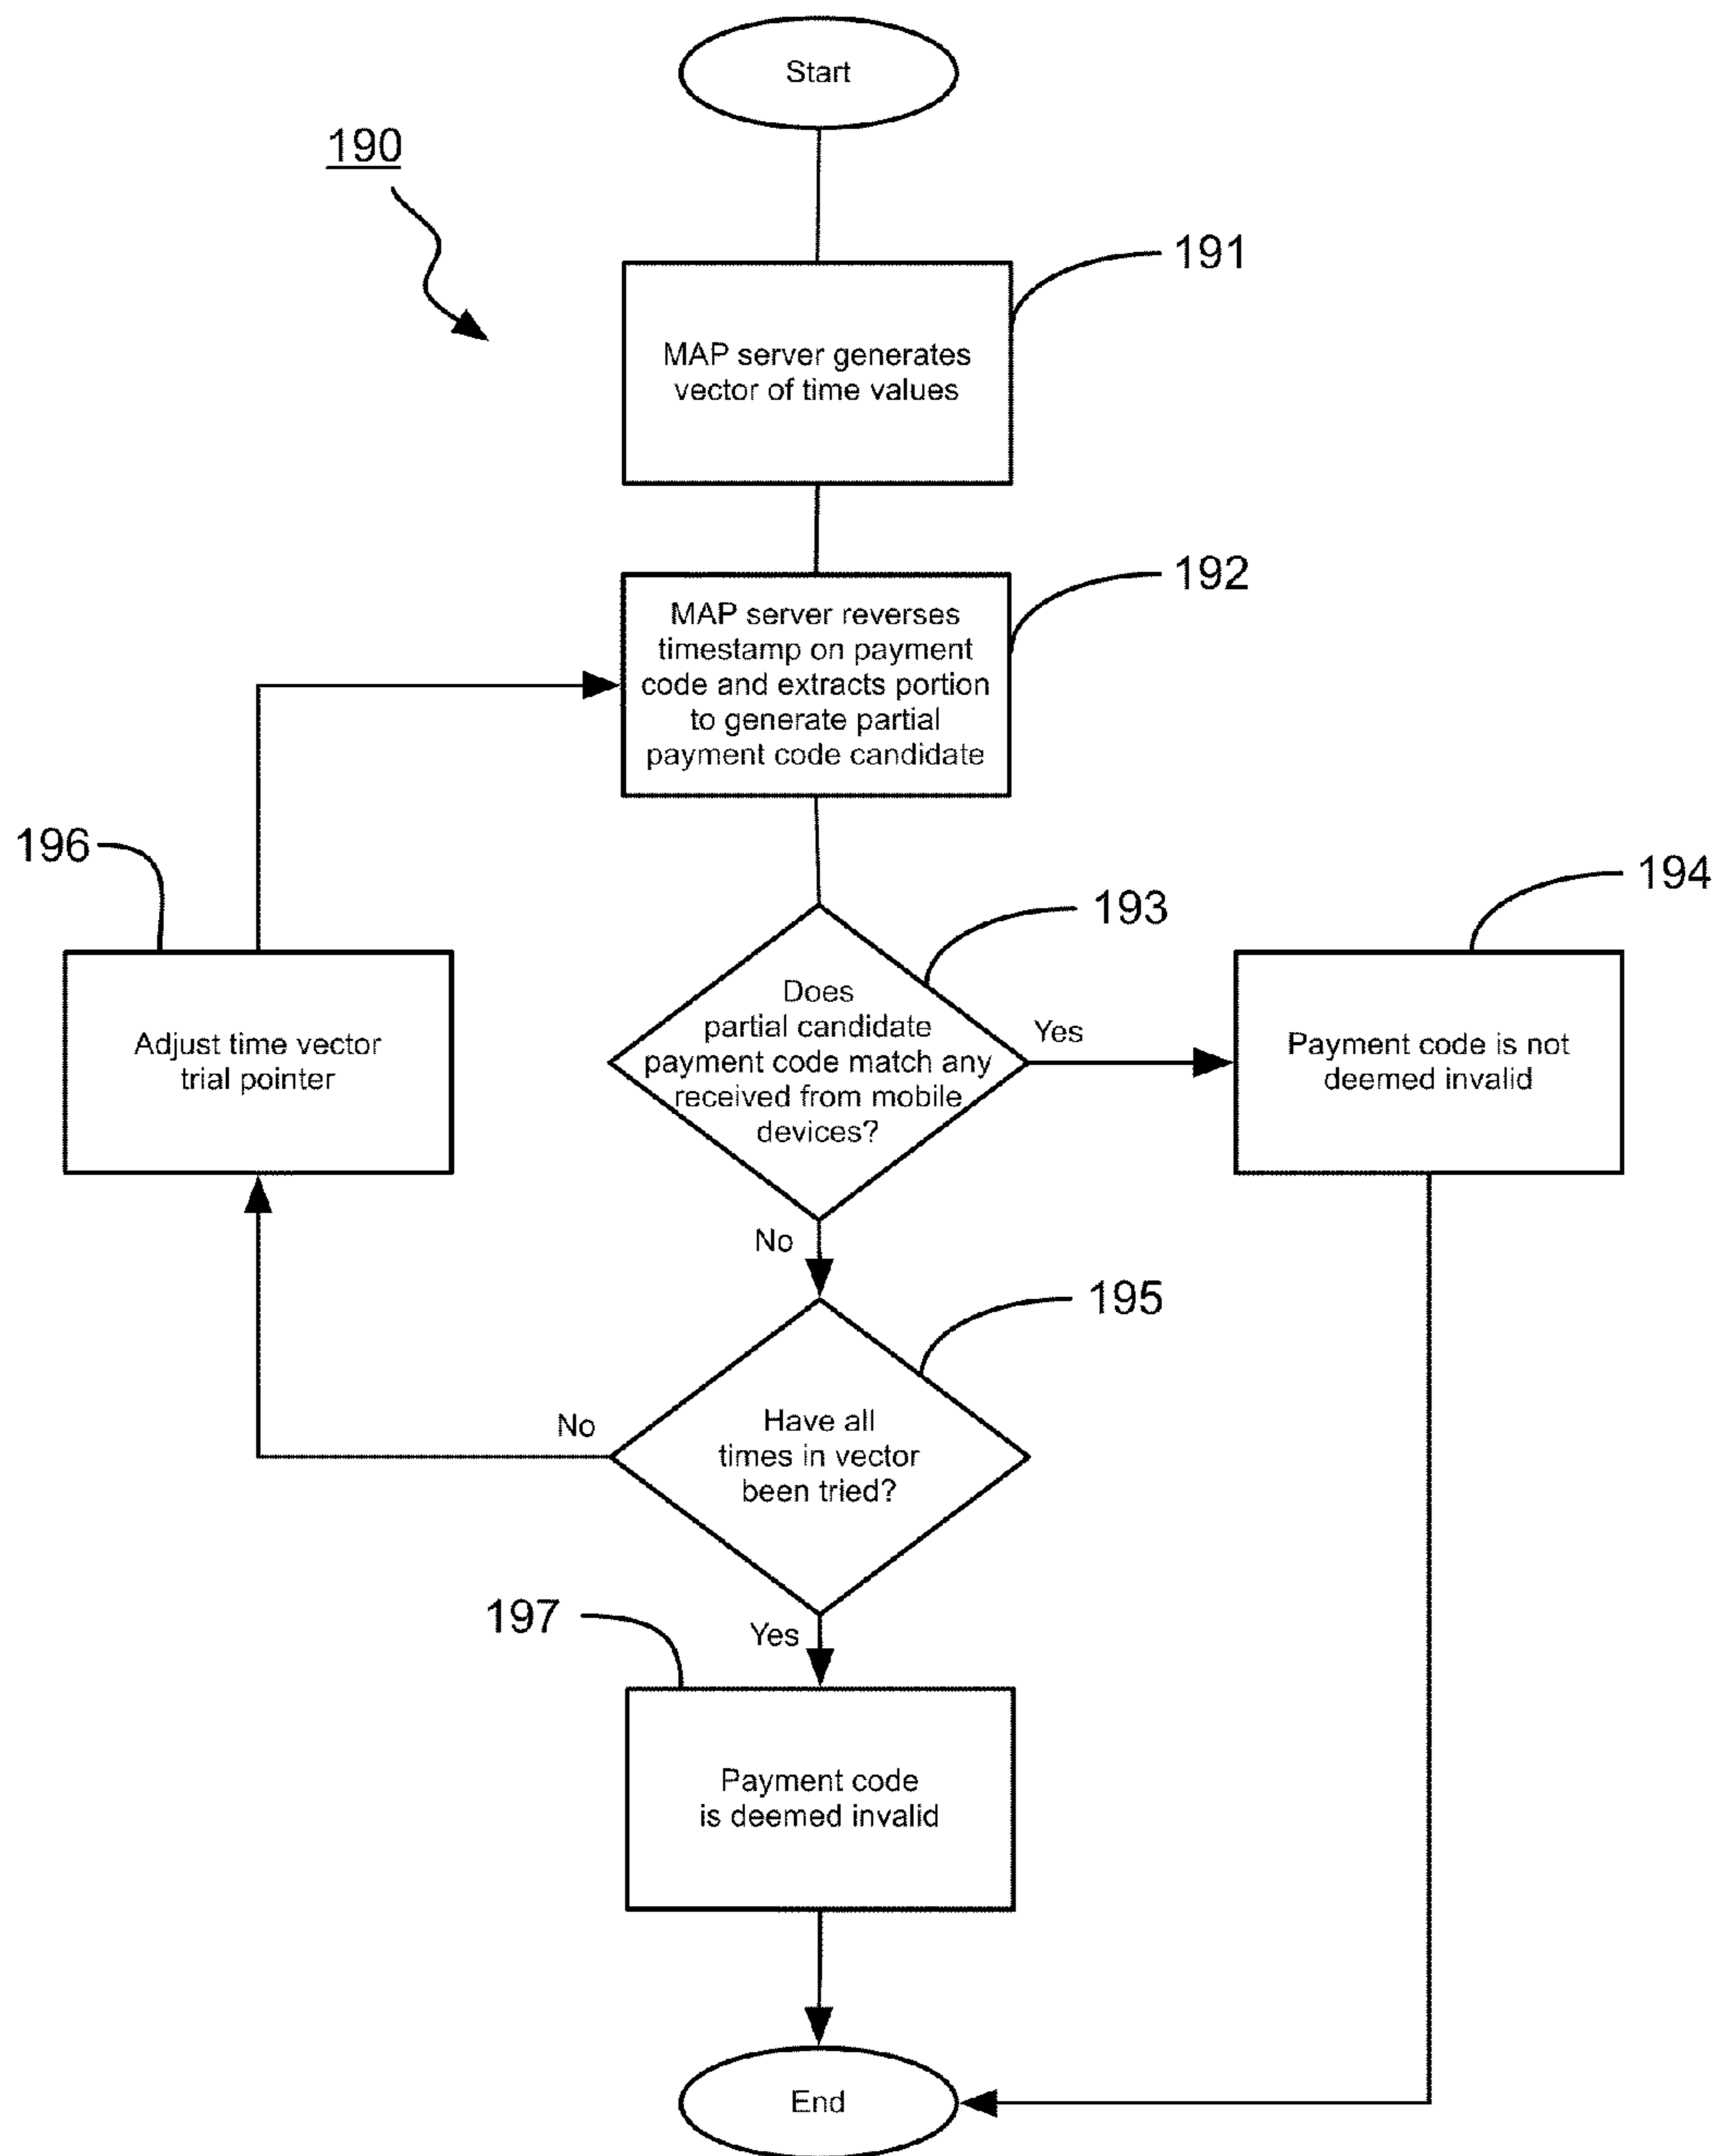 Start
190
191
MAP server generates
vector of time values
192
MAP server reverses
timestamp on payment
code and extracts portion
to generate partial
payment code candidate
196
193
194
Adjust time vector
trial pointer
Does
partial candidate
payment code match any
received from mobile
devices?
Yes
Payment code is not
deemed invalid
No
195
Have all
times in vector
been tried?
No
197
Yes
Payment code
is deemed invalid
End